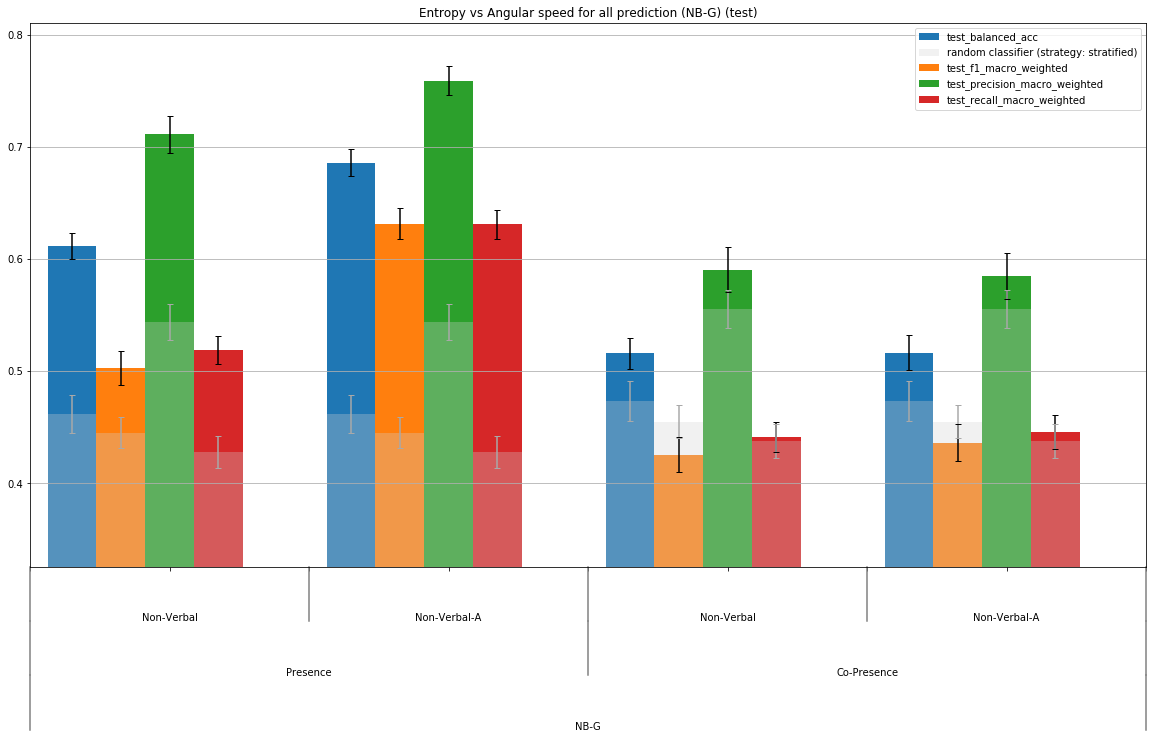 Entropy vs Angular speed for all prediction (NB-G) (test)
test_balanced_acc
random classifier (strategy: stratified)
test_f1_macro_weighted
test_precision_macro_weighted
test_recall_macro_weighted
0.8
0.7
0.6
0.5
0.4
Non-Verbal
Non-Verbal-A
Non-Verbal
Non-Verbal-A
Presence
Co-Presence
NB-G